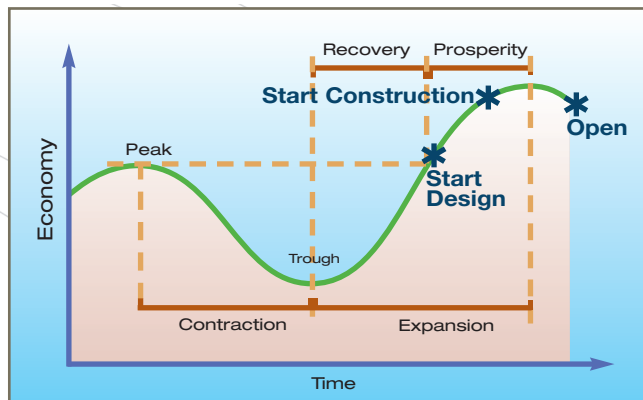 Recovery
Prosperity
Start Construction
Open
Peak
Start
Design
Economy
Trough
Contraction
Expansion
Time